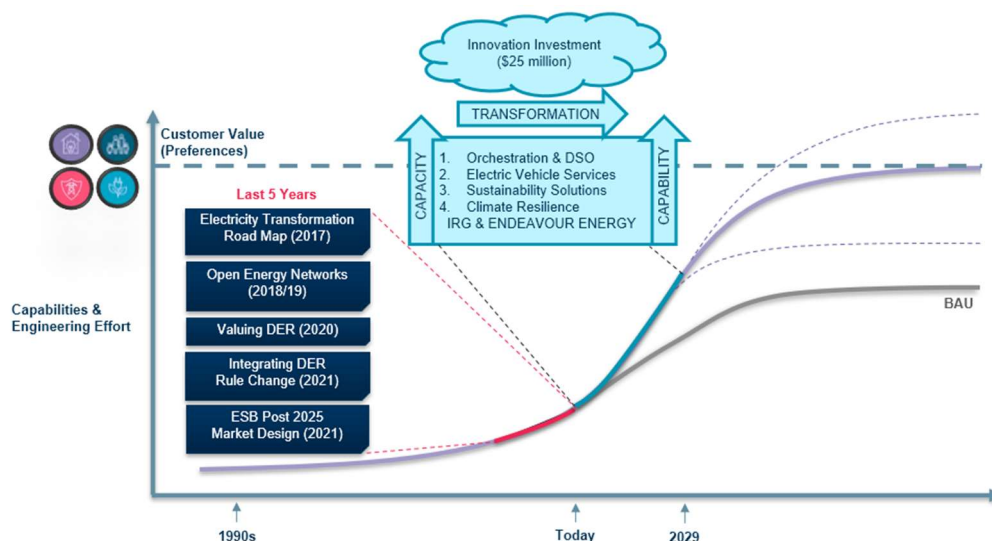 Innovation Investment
($25 million)
TRANSFORMATION
Customer Value
(Preferences)
CAPACITY
1. Orchestration & DSO
2. Electric Vehicle Services
3. Sustainability Solutions
4. Climate Resilience
IRG & ENDEAVOUR ENERGY
CAPABILITY
Last 5 Years
Electricity Transformation
Road Map (2017)
Open Energy Networks
(2018/19)
Capabilities &
Engineering Effort
Valuing DER (2020)
Integrating DER
Rule Change (2021)
ESB Post 2025
Market Design (2021)
BAU
1990s
Today
2029